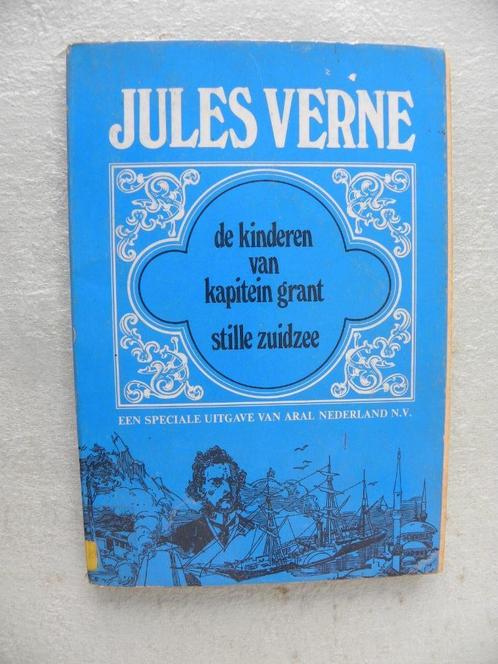 JULES VERNE
de kinderen
van
kapitein grant
stille zuidzee
EEN SPECIALE UITGAVE VAN ARAL NEDERLAND N.V.